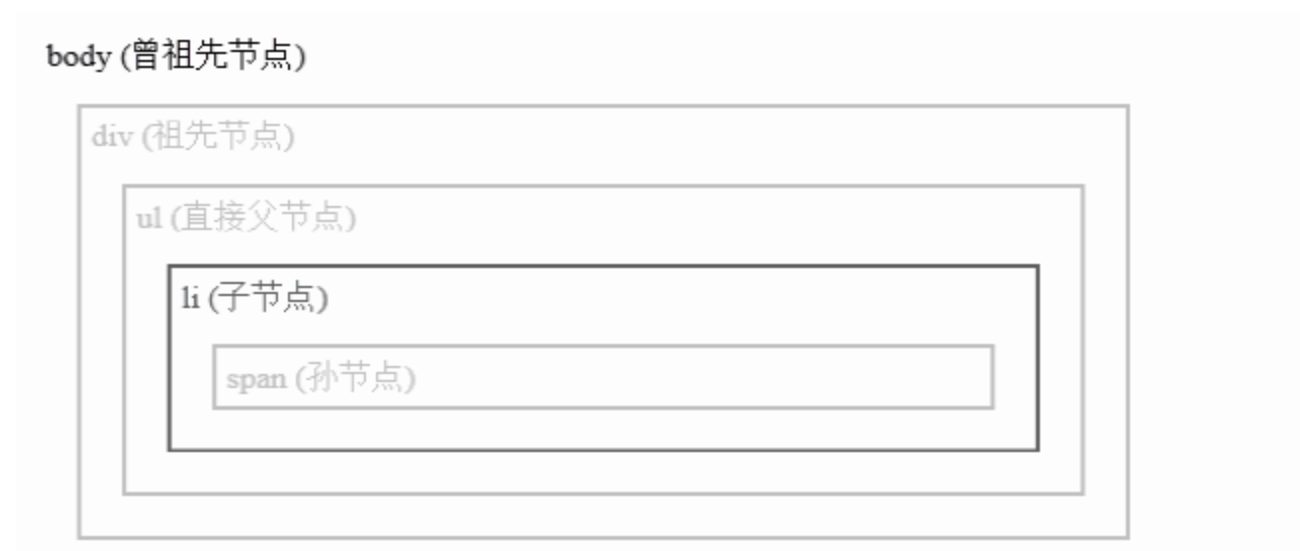 body (曾祖先节点)
div (祖先节点)
ul (直接父节点)
li (子节点)
span (孙节点)